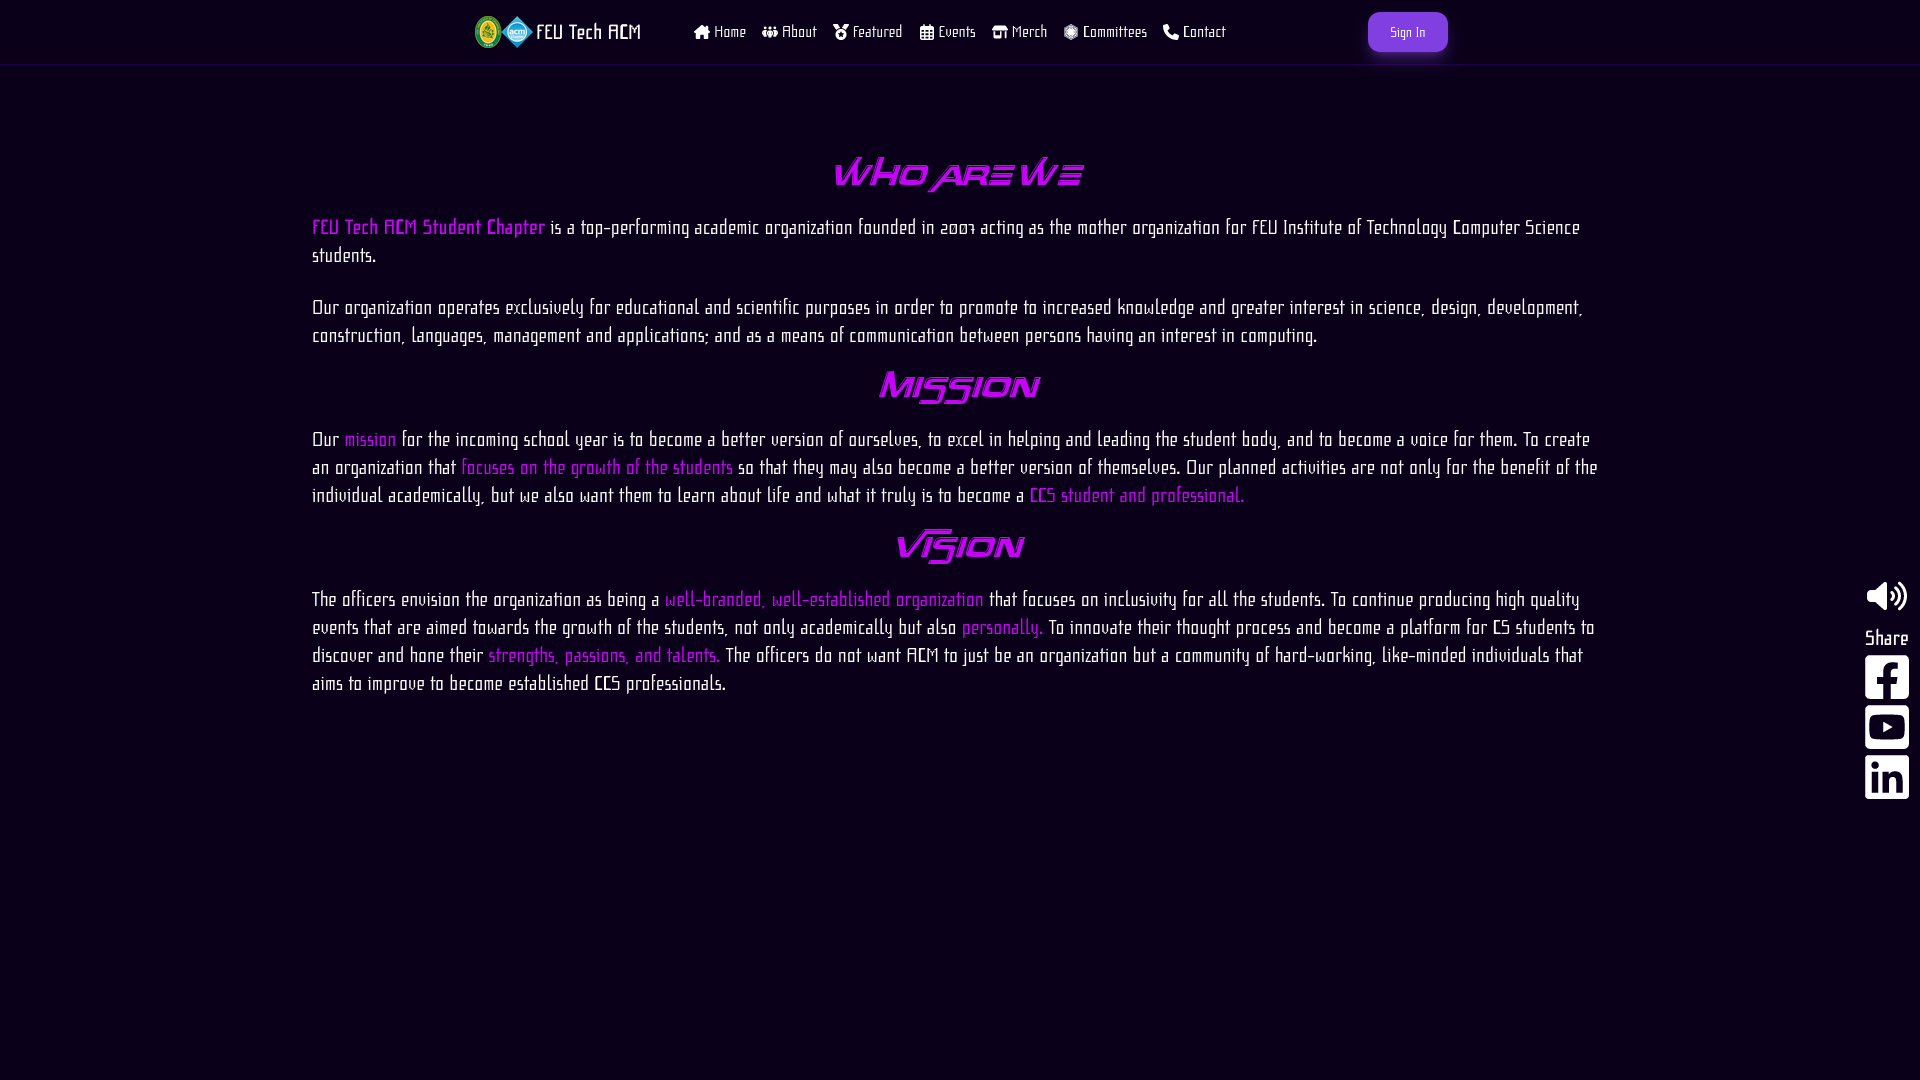 FEU Tech ACM
Home
About
Featured
Events
Merch
Committees
Contact
Sign In
Who Are We
FEU Tech ACM Student Chapter is a top-performing academic organization founded in 2007 acting as the mother organization for FEU Institute of Technology Computer Science
students.
Our organization operates exclusively for educational and scientific purposes in order to promote to increased knowledge and greater interest in science, design, development,
construction, languages, management and applications; and as a means of communication between persons having an interest in computing.
Mission
Our mission for the incoming school year is to become a better version of ourselves, to excel in helping and leading the student body, and to become a voice for them. To create
an organization that focuses on the growth of the students so that they may also become a better version of themselves. Our planned activities are not only for the benefit of the
individual academically, but we also want them to learn about life and what it truly is to become a CCS student and professional.
Vision
The officers envision the organization as being a well-branded, well-established organization that focuses on inclusivity for all the students. To continue producing high quality
events that are aimed towards the growth of the students, not only academically but also personally. To innovate their thought process and become a platform for CS students to
discover and hone their strengths, passions, and talents. The officers do not want ACM to just be an organization but a community of hard-working, like-minded individuals that
aims to improve to become established CCS professionals.
Share